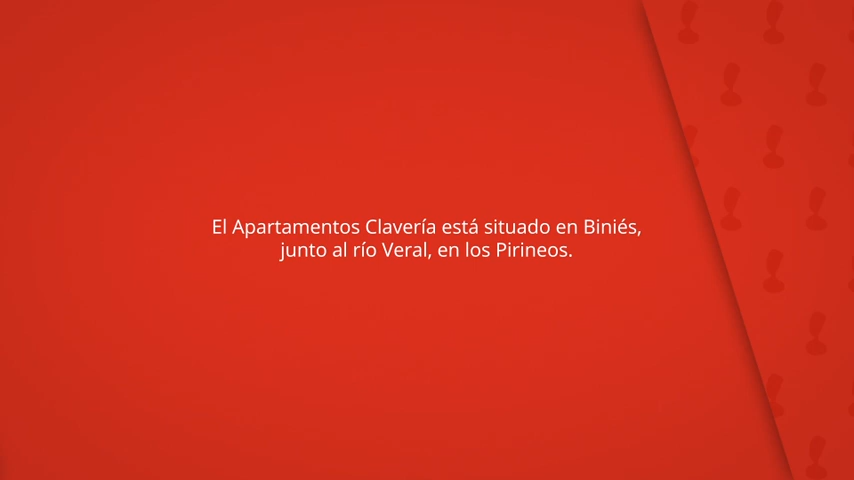 El Apartamentos Clavería está situado en Biniés,
junto al río Veral, en los Pirineos.